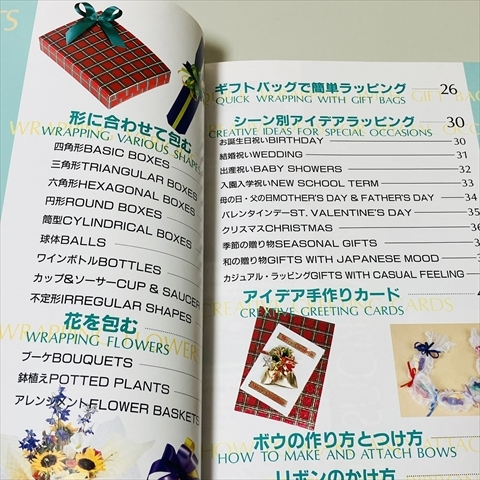 形に合わせて包む
WRAPPING VARIOUS SHAPES
四角形BASIC BOXES
三角形TRIANGULAR BOXES
六角形HEXAGONAL BOXES
円形ROUND BOXES
筒型CYLINDRICAL BOXES
球体BALLS
ワインボトルBOTTLES
カップ&ソーサーCUP & SAUCER
不定形IRREGULAR SHAPES
花を包む
WRAPPING FLOWERS
ブーケBOUQUETS
鉢植えPOTTED PLANTS
アレンジメントFLOWER BASKETS
ギフトバッグで簡単ラッピング 26
QUICK WRAPPING WITH GIFT BAGS
シーン別アイデアラッピング 30
CREATIVE IDEAS FOR SPECIAL OCCASIONS
お誕生日祝いBIRTHDAY 30
結婚祝いWEDDING 31
出産祝いBABY SHOWERS 32
入園入学祝いNEW SCHOOL TERM 33
母の日・父の日MOTHER'S DAY & FATHER'S DAY 34
バレンタインデーST. VALENTINE'S DAY 35
クリスマスCHRISTMAS 36
季節の贈り物SEASONAL GIFTS
和の贈り物GIFTS WITH JAPANESE MOOD
カジュアル・ラッピングGIFTS WITH CASUAL FEELING
アイデア手作りカード
CREATIVE GREETING CARDS
ボウの作り方とつけ方
HOW TO MAKE AND ATTACH BOWS
リボンのかけ方